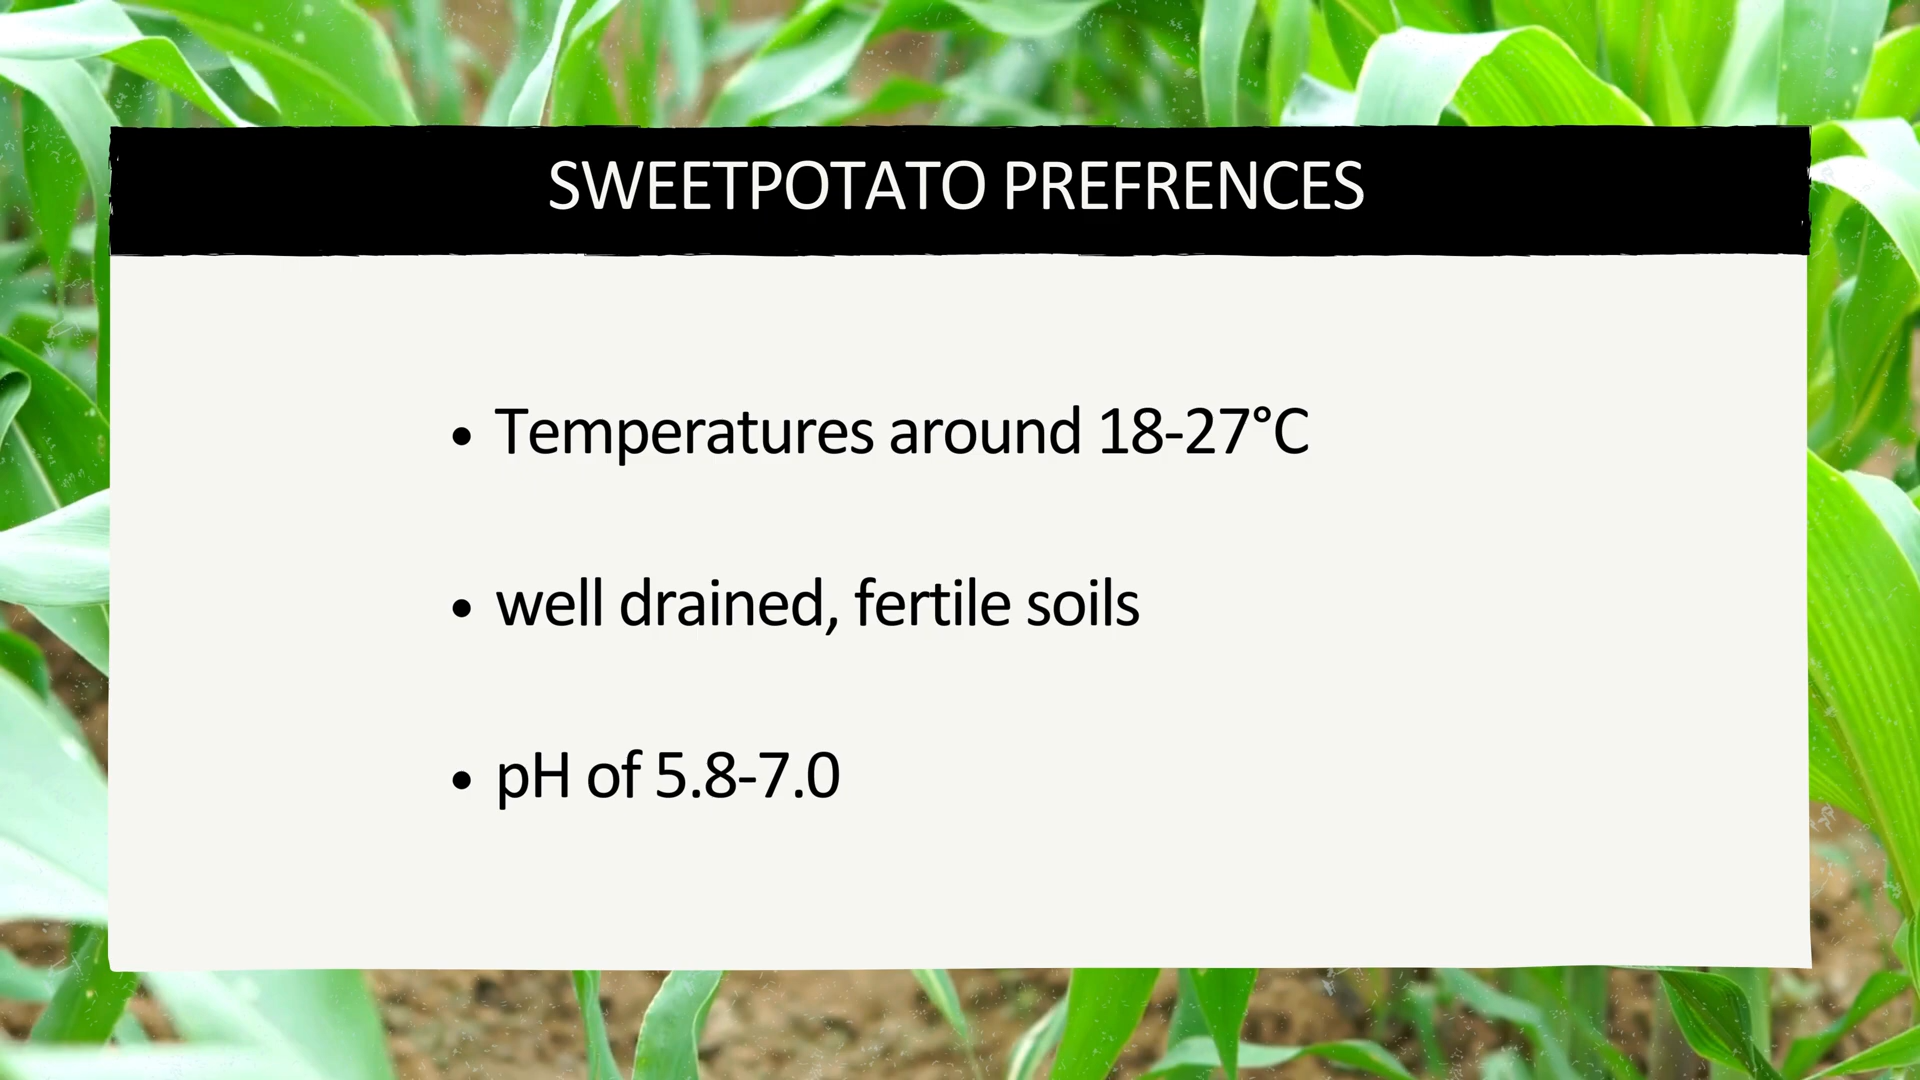 SWEETPOTATO PREFRENCES
• Temperatures around 18-27°C
• well drained, fertile soils
• pH of 5.8-7.0